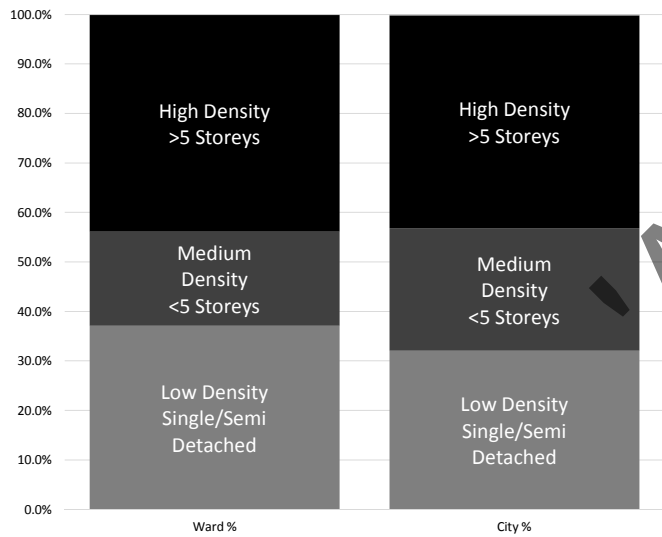 100.0%
90.0%
80.0%
70.0%
60.0%
50.0%
40.0%
30.0%
20.0%
10.0%
0.0%
High Density
>5 Storeys
Medium
Density
<5 Storeys
Low Density
Single/Semi
Detached
High Density
>5 Storeys
Medium
Density
<5 Storeys
Low Density
Single/Semi
Detached
Ward %
City %